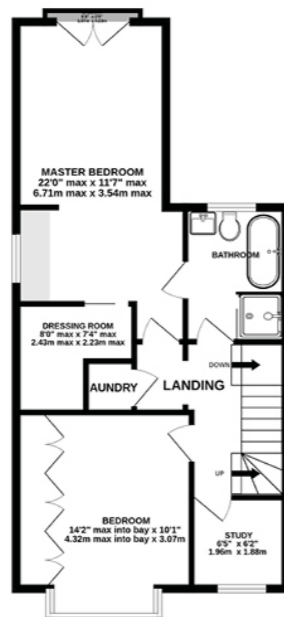 MASTER BEDROOM
22'0" max x 11'7" max
6.71m max x 3.54m max
BATHROOM
DRESSING ROOM
8'0" max x 7'4" max
2.43m max x 2.23m max
DOWN
AUNDRY
LANDING
UP
BEDROOM
14'2" max into bay x 10'1"
4.32m max into bay x 3.07m
STUDY
6'5" x 6'2"
1.96m x 1.88m